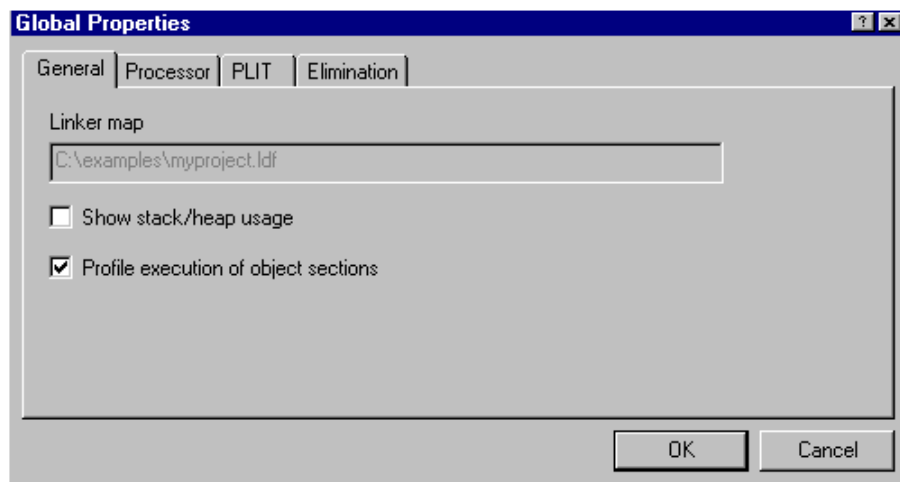 Global Properties
General Processor PLIT Elimination
Linker map
C:\examples\myproject.ldf
Show stack/heap usage
Profile execution of object sections
OK Cancel